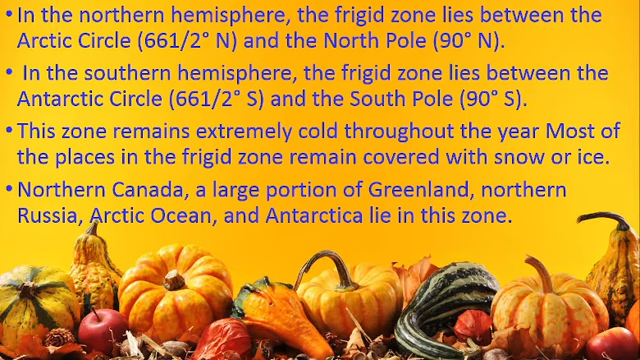 • In the northern hemisphere, the frigid zone lies between the
Arctic Circle (661/2° N) and the North Pole (90° N).
• In the southern hemisphere, the frigid zone lies between the
Antarctic Circle (661/2° S) and the South Pole (90° S).
• This zone remains extremely cold throughout the year Most of
the places in the frigid zone remain covered with snow or ice.
• Northern Canada, a large portion of Greenland, northern
Russia, Arctic Ocean, and Antarctica lie in this zone.